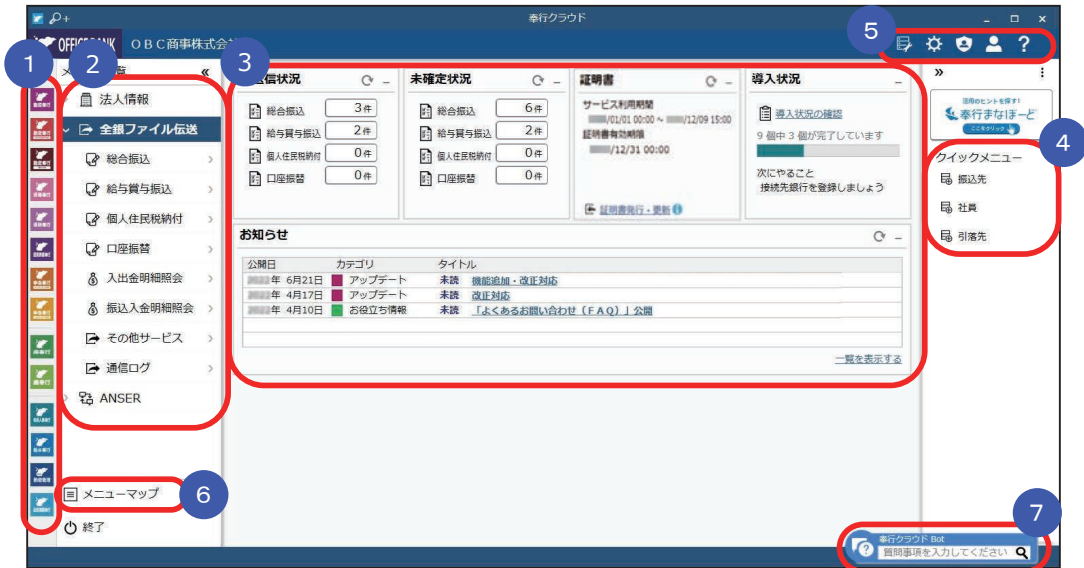 奉行クラウド
OFFICE BANK OBC商事株式会
5
1
2
3
4
6
7
覧
法人情報
全銀ファイル伝送
総合振込
給与賞与振込
個人住民税納付
口座振替
入出金明細照会
振込入金明細照会
その他サービス
通信ログ
ANSER
メニューマップ
終了
信状況
総合振込 3件
給与賞与振込 2件
個人住民税納付 0件
口座振替 0件
未確定状況
総合振込 6件
給与賞与振込 2件
個人住民税納付 0件
口座振替 0件
証明書
サービス利用期間
/01/01 00:00 ~ /12/09 15:00
証明書有効期限
/12/31 00:00
証明書発行・更新
導入状況
導入状況の確認
9 個中 3 個が完了しています
次にやること
接続先銀行を登録しましょう
お知らせ
公開日 カテゴリ タイトル
年 6月21日 アップデート 未読 機能追加・改正対応
年 4月17日 アップデート 未読 改正対応
年 4月10日 お役立ち情報 未読 「よくあるお問い合わせ(FAQ)」公開
一覧を表示する
活用のヒントを探す!
奉行まなぼーど
ここをクリック
クイックメニュー
振込先
社員
引落先
奉行クラウド Bot
質問事項を入力してください